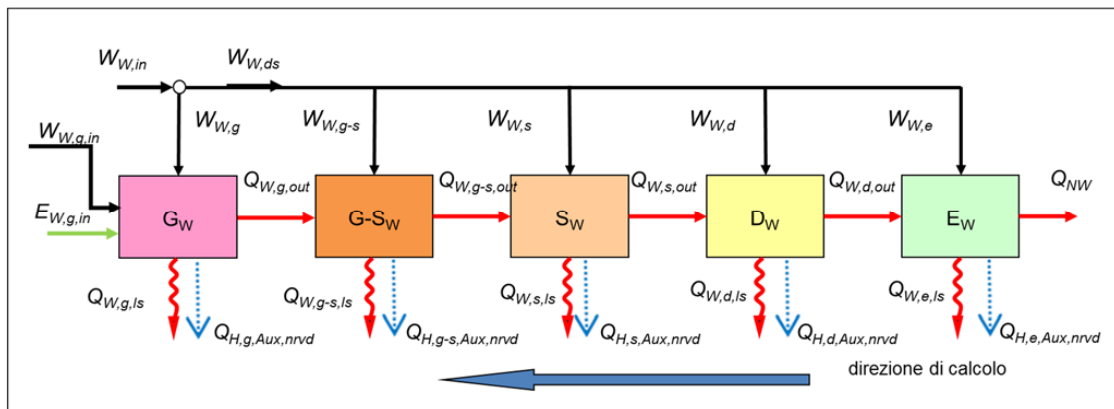 W_W,in
W_W,ds
W_W,g
W_W,g-s
W_W,s
W_W,d
W_W,e
W_W,g,in
E_W,g,in
Q_W,g,out
Q_W,g-s,out
Q_W,s,out
Q_W,d,out
Q_NW
G_W
G-S_W
S_W
D_W
E_W
Q_W,g,ls
Q_W,g-s,ls
Q_W,s,ls
Q_W,d,ls
Q_W,e,ls
Q_H,g,Aux,nrvd
Q_H,g-s,Aux,nrvd
Q_H,s,Aux,nrvd
Q_H,d,Aux,nrvd
Q_H,e,Aux,nrvd
direzione di calcolo